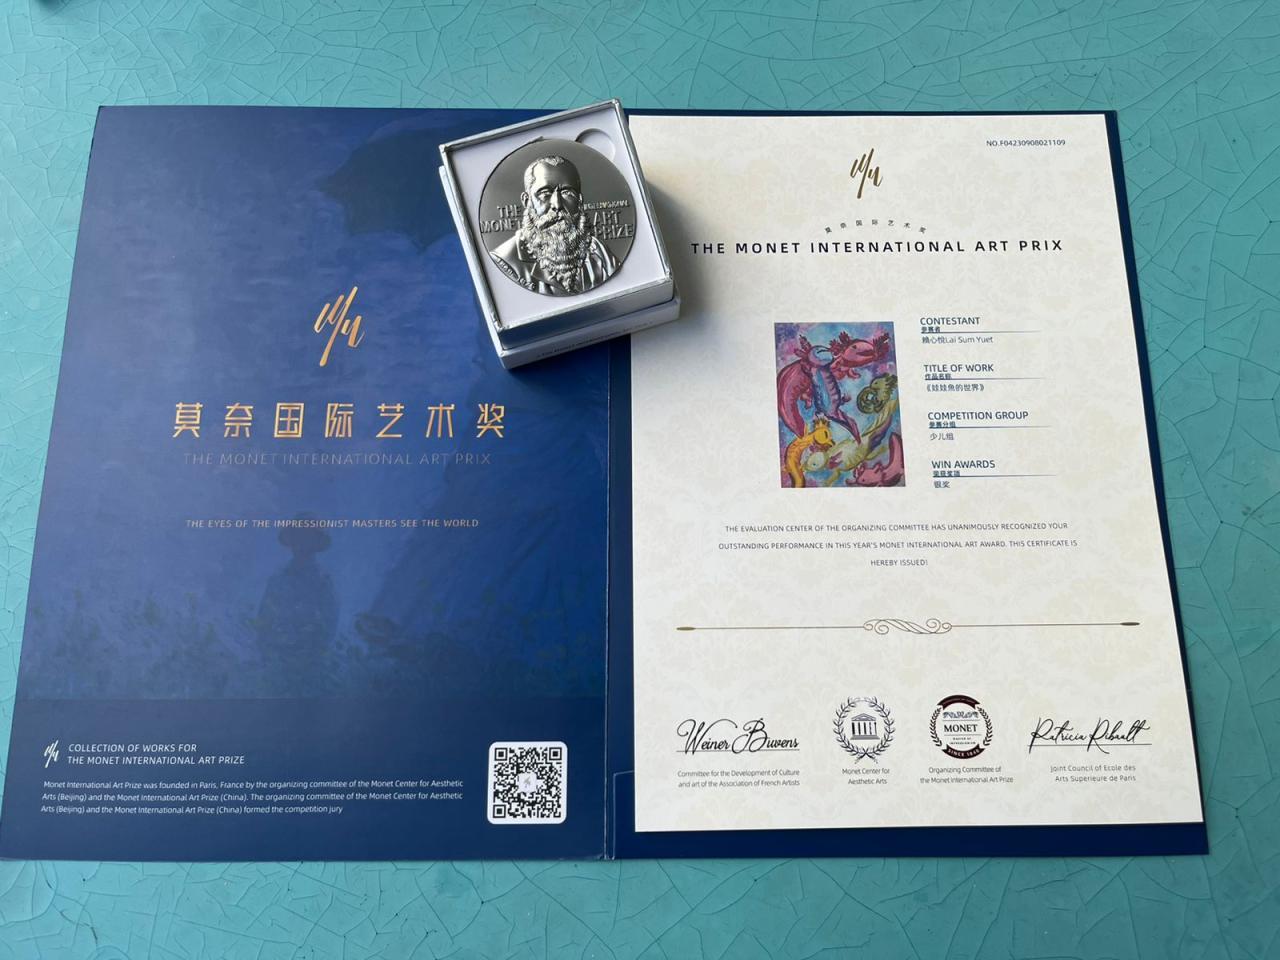 莫奈国际艺术奖
THE MONET INTERNATIONAL ART PRIX
THE EYES OF THE IMPRESSIONIST MASTERS SEE THE WORLD
COLLECTION OF WORKS FOR
THE MONET INTERNATIONAL ART PRIZE
Monet International Art Prize was founded in Paris, France by the organizing committee of the Monet Center for Aesthetic
Arts (Beijing) and the Monet International Art Prize (China). The organizing committee of the Monet Center for Aesthetic
Arts (Beijing) and the Monet International Art Prize (China) formed the competition jury
THE MONET
INTERNATIONAL ART PRIZE
NO.F04230908021109
莫奈国际艺术奖
THE MONET INTERNATIONAL ART PRIX
CONTESTANT
参赛者
賴心悅Lai Sum Yuet
TITLE OF WORK
作品名称
《娃娃魚的世界》
COMPETITION GROUP
参赛分组
少儿组
WIN AWARDS
荣获奖项
银奖
THE EVALUATION CENTER OF THE ORGANIZING COMMITTEE HAS UNANIMOUSLY RECOGNIZED YOUR
OUTSTANDING PERFORMANCE IN THIS YEAR'S MONET INTERNATIONAL ART AWARD. THIS CERTIFICATE IS
HEREBY ISSUED!
Weiner Buwens
Committee for the Development of Culture
and art of the Association of French Artists
Monet Center for
Aesthetic Arts
MONET
Organizing Committee of
the Monet International Art Prize
Patricia Ribault
Joint Council of Ecole des
Arts Superieure de Paris